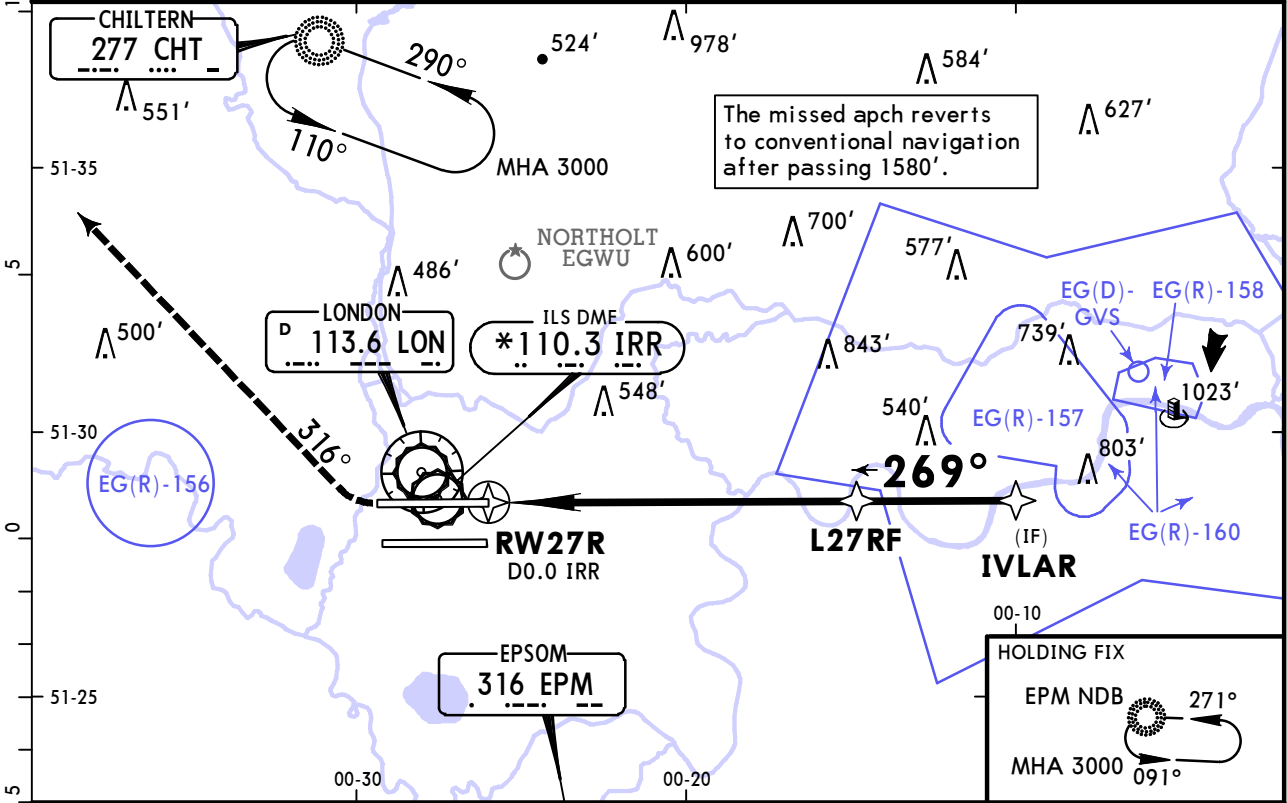 CHILTERN
277 CHT
290°
110°
MHA 3000
524'
978'
584'
627'
551'
The missed apch reverts
to conventional navigation
after passing 1580'.
51-35
5
NORTHOLT
EGWU
700'
600'
577'
486'
EG(D)-
GVS
EG(R)-158
LONDON
D
113.6 LON
ILS DME
*110.3 IRR
500'
843'
739'
548'
1023'
540'
EG(R)-157
51-30
316°
269°
803'
EG(R)-156
0
RW27R
D0.0 IRR
L27RF
(IF)
IVLAR
EG(R)-160
00-10
EPSOM
316 EPM
51-25
HOLDING FIX
EPM NDB
271°
MHA 3000
091°
00-30
00-20
5